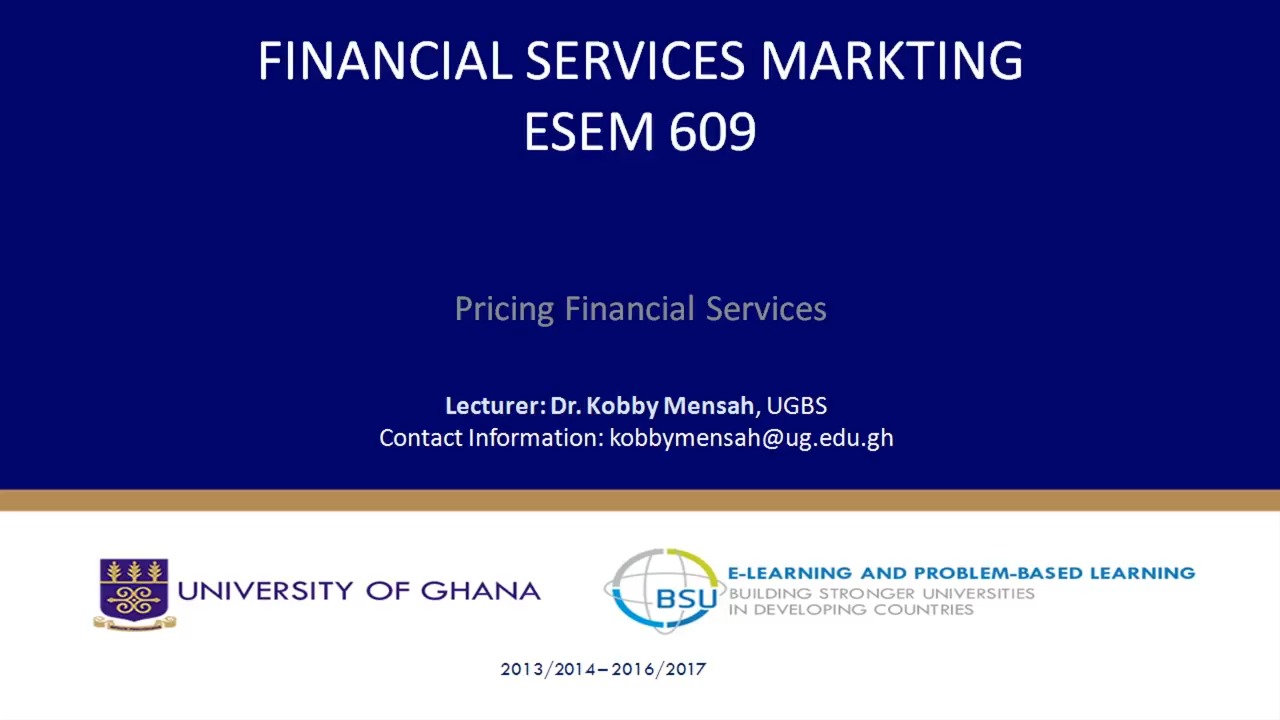 FINANCIAL SERVICES MARKTING
ESEM 609
Pricing Financial Services
Lecturer: Dr. Kobby Mensah, UGBS
Contact Information: kobbymensah@ug.edu.gh
UNIVERSITY OF GHANA
BSU
E-LEARNING AND PROBLEM-BASED LEARNING
BUILDING STRONGER UNIVERSITIES
IN DEVELOPING COUNTRIES
2013/2014–2016/2017